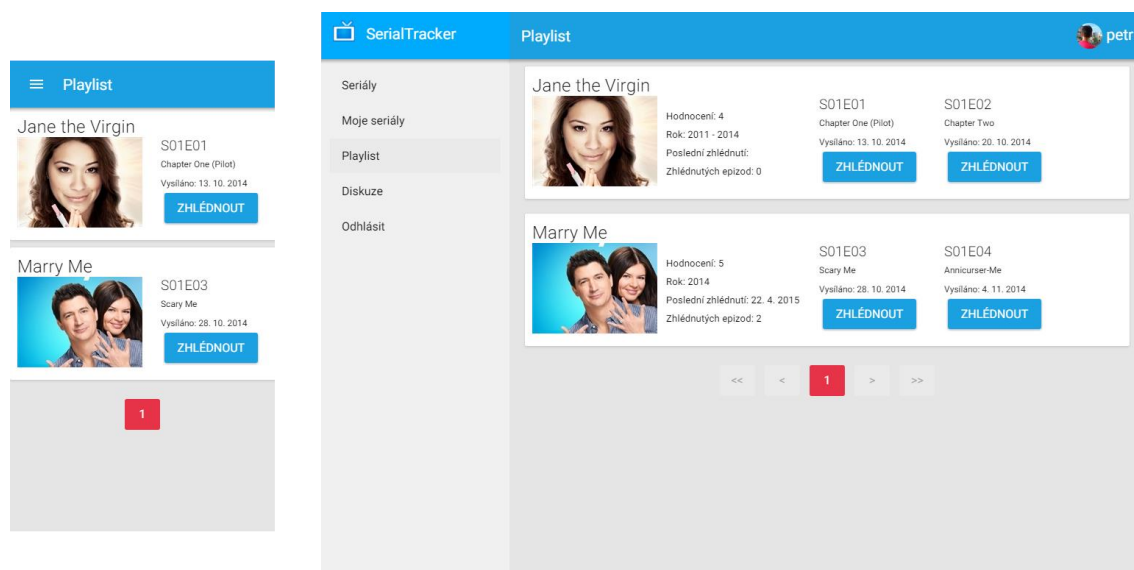 Playlist
Jane the Virgin
S01E01
Chapter One (Pilot)
Vysíláno: 13. 10. 2014
ZHLÉDNOUT
Marry Me
S01E03
Scary Me
Vysíláno: 28. 10. 2014
ZHLÉDNOUT
1
SerialTracker
Playlist
petr
Seriály
Moje seriály
Playlist
Diskuze
Odhlásit
Jane the Virgin
Hodnocení: 4
Rok: 2011 - 2014
Poslední zhlédnutí:
Zhlédnutých epizod: 0
S01E01
Chapter One (Pilot)
Vysíláno: 13. 10. 2014
ZHLÉDNOUT
S01E02
Chapter Two
Vysíláno: 20. 10. 2014
ZHLÉDNOUT
Marry Me
Hodnocení: 5
Rok: 2014
Poslední zhlédnutí: 22. 4. 2015
Zhlédnutých epizod: 2
S01E03
Scary Me
Vysíláno: 28. 10. 2014
ZHLÉDNOUT
S01E04
Annicurser-Me
Vysíláno: 4. 11. 2014
ZHLÉDNOUT
<< < 1 > >>